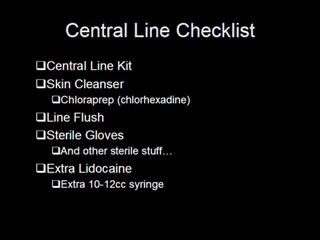 Central Line Checklist
❑Central Line Kit
❑Skin Cleanser
❑Chloraprep (chlorhexadine)
❑Line Flush
❑Sterile Gloves
❑And other sterile stuff…
❑Extra Lidocaine
❑Extra 10-12cc syringe